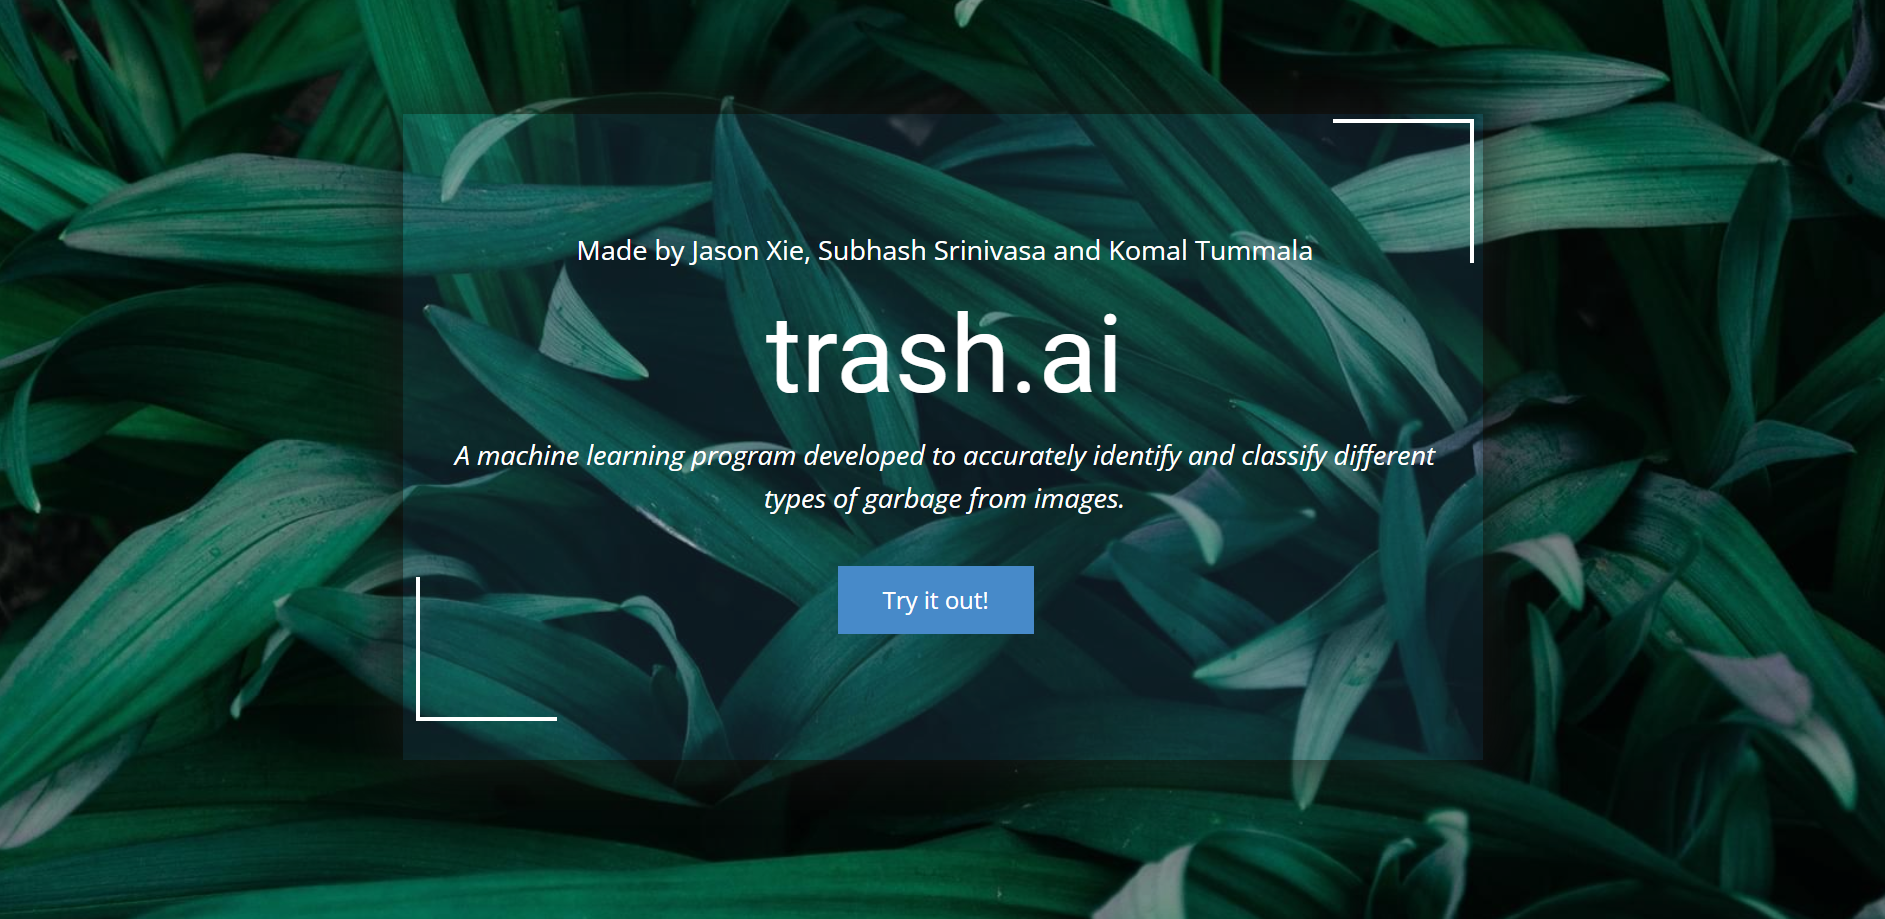 Made by Jason Xie, Subhash Srinivasa and Komal Tummala
trash.ai
A machine learning program developed to accurately identify and classify different
types of garbage from images.
Try it out!